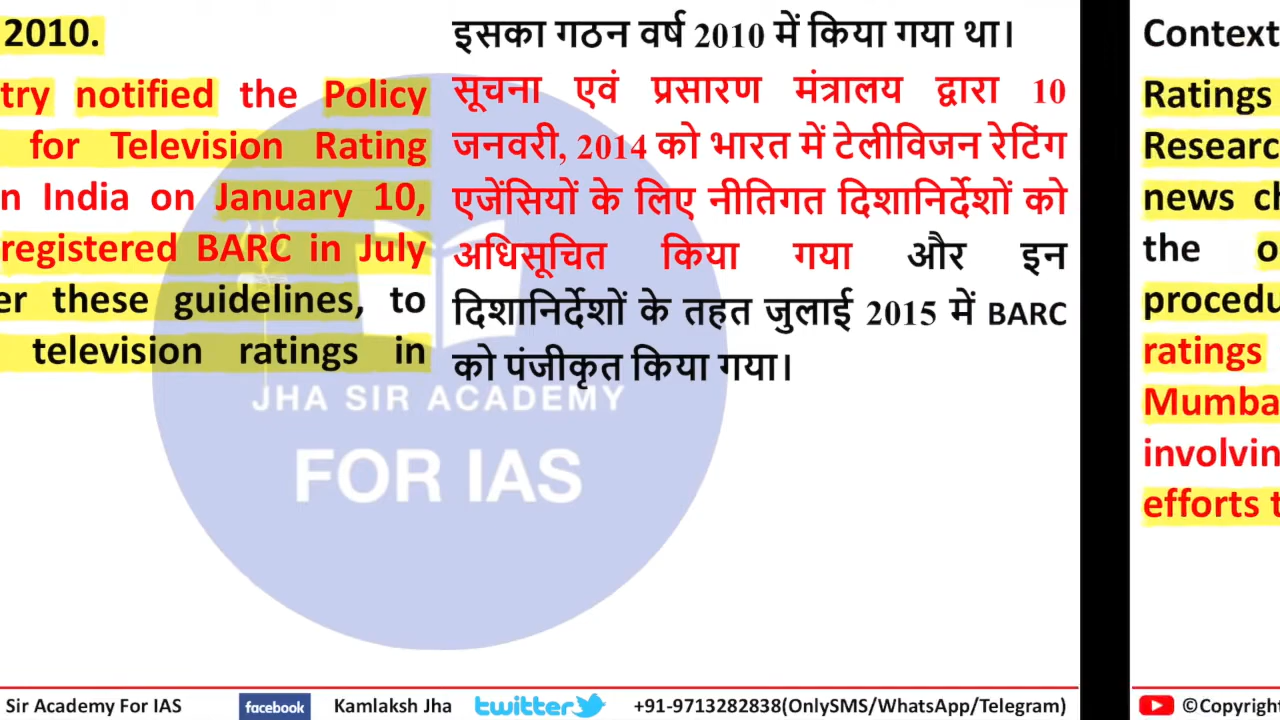 2010.
try notified the Policy
for Television Rating
n India on January 10,
registered BARC in July
er these guidelines, to
television ratings in
इसका गठन वर्ष 2010 में किया गया था।
सूचना एवं प्रसारण मंत्रालय द्वारा 10
जनवरी, 2014 को भारत में टेलीविजन रेटिंग
एजेंसियों के लिए नीतिगत दिशानिर्देशों को
अधिसूचित किया गया और इन
दिशानिर्देशों के तहत जुलाई 2015 में BARC
को पंजीकृत किया गया।
JHA SIR ACADEMY
FOR IAS
Context
Ratings
Researc
news ch
the o
procedu
ratings
Mumba
involvin
efforts t
Sir Academy For IAS facebook Kamlaksh Jha twitter +91-9713282838(OnlySMS/WhatsApp/Telegram)
©Copyright